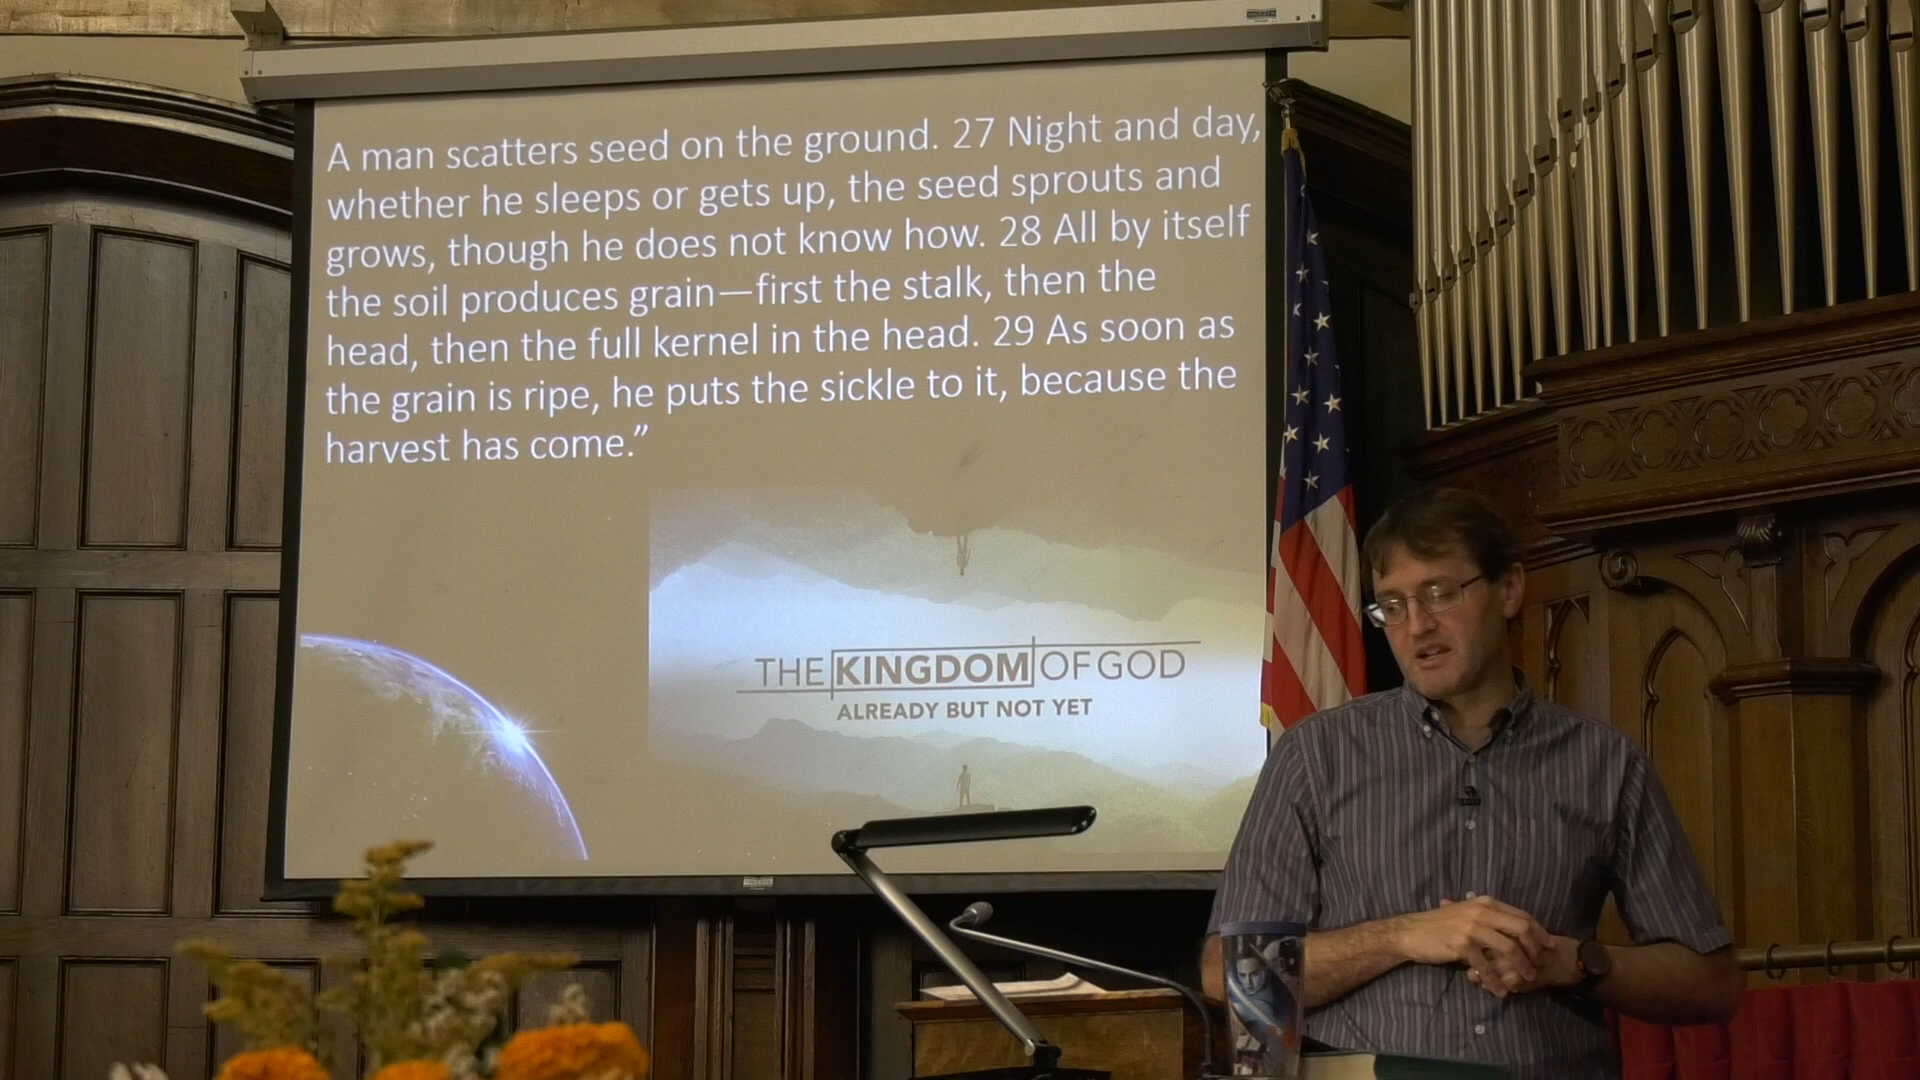 A man scatters seed on the ground. 27 Night and day,
whether he sleeps or gets up, the seed sprouts and
grows, though he does not know how. 28 All by itself
the soil produces grain—first the stalk, then the
head, then the full kernel in the head. 29 As soon as
the grain is ripe, he puts the sickle to it, because the
harvest has come.”
THE KINGDOM OF GOD
ALREADY BUT NOT YET